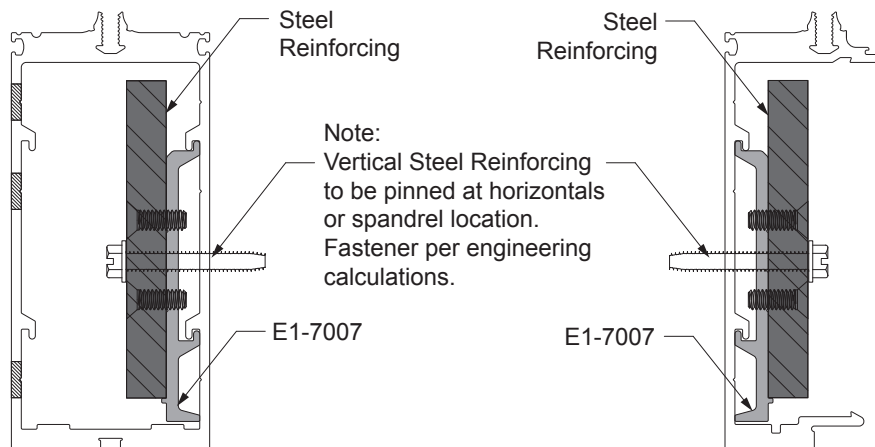 Steel
Reinforcing
Steel
Reinforcing
Note:
Vertical Steel Reinforcing
to be pinned at horizontals
or spandrel location.
Fastener per engineering
calculations.
E1-7007
E1-7007